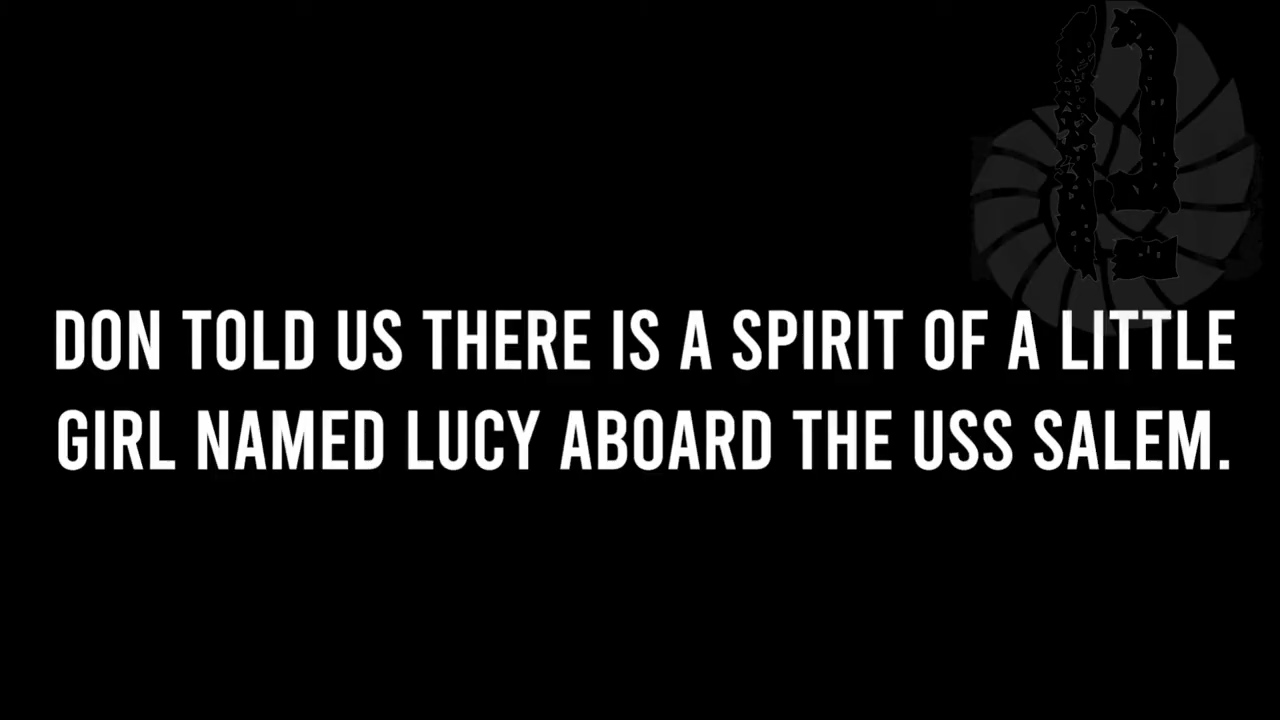 DON TOLD US THERE IS A SPIRIT OF A LITTLE
GIRL NAMED LUCY ABOARD THE USS SALEM.